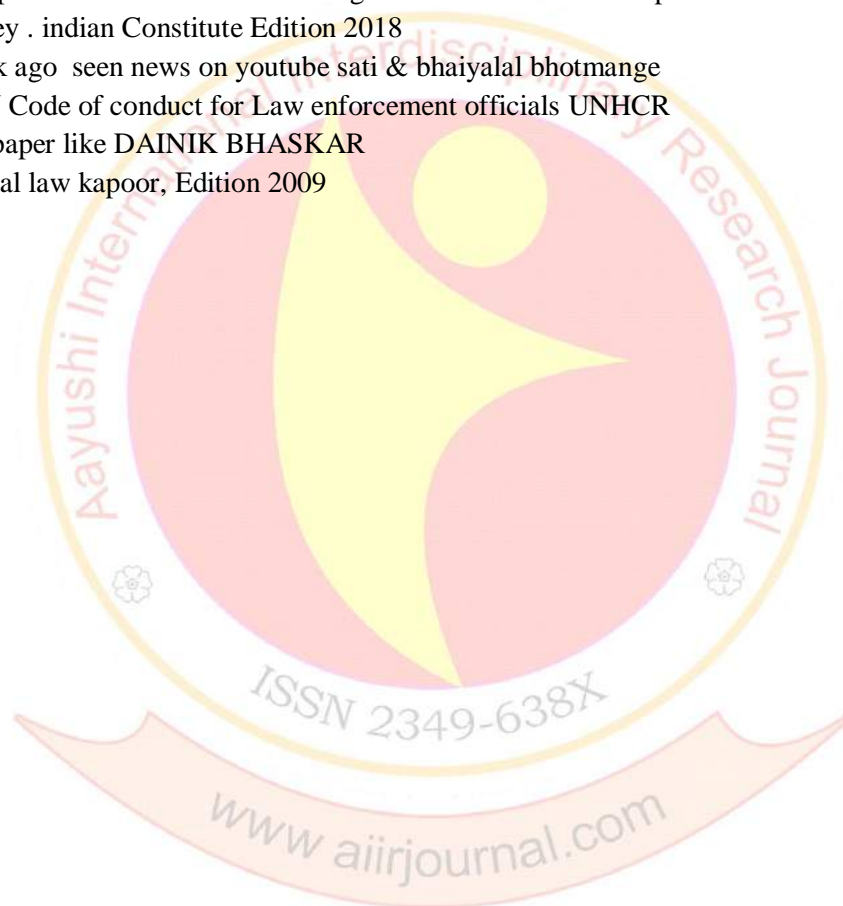 ey . indian Constitute Edition 2018
k ago seen news on youtube sati & bhaiyalal bhotmange
Code of conduct for Law enforcement officials UNHCR
paper like DAINIK BHASKAR
al law kapoor, Edition 2009
Aayushi International Interdisciplinary Research Journal
ISSN 2349-638X
www aiirjournal.com